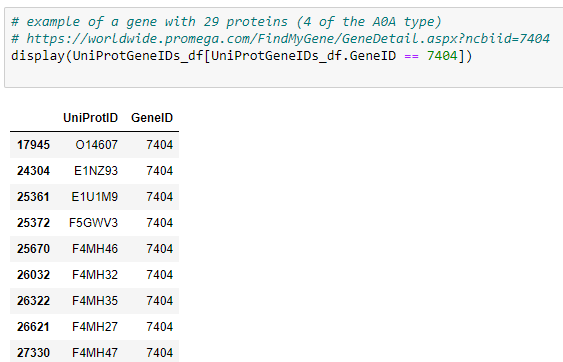 # example of a gene with 29 proteins (4 of the A0A type)
# https://worldwide.promega.com/FindMyGene/GeneDetail.aspx?ncbiid=7404
display(UniProtGeneIDs_df[UniProtGeneIDs_df.GeneID == 7404])
UniProtID GeneID
17945 O14607 7404
24304 E1NZ93 7404
25361 E1U1M9 7404
25372 F5GWV3 7404
25670 F4MH46 7404
26032 F4MH32 7404
26322 F4MH35 7404
26621 F4MH27 7404
27330 F4MH47 7404